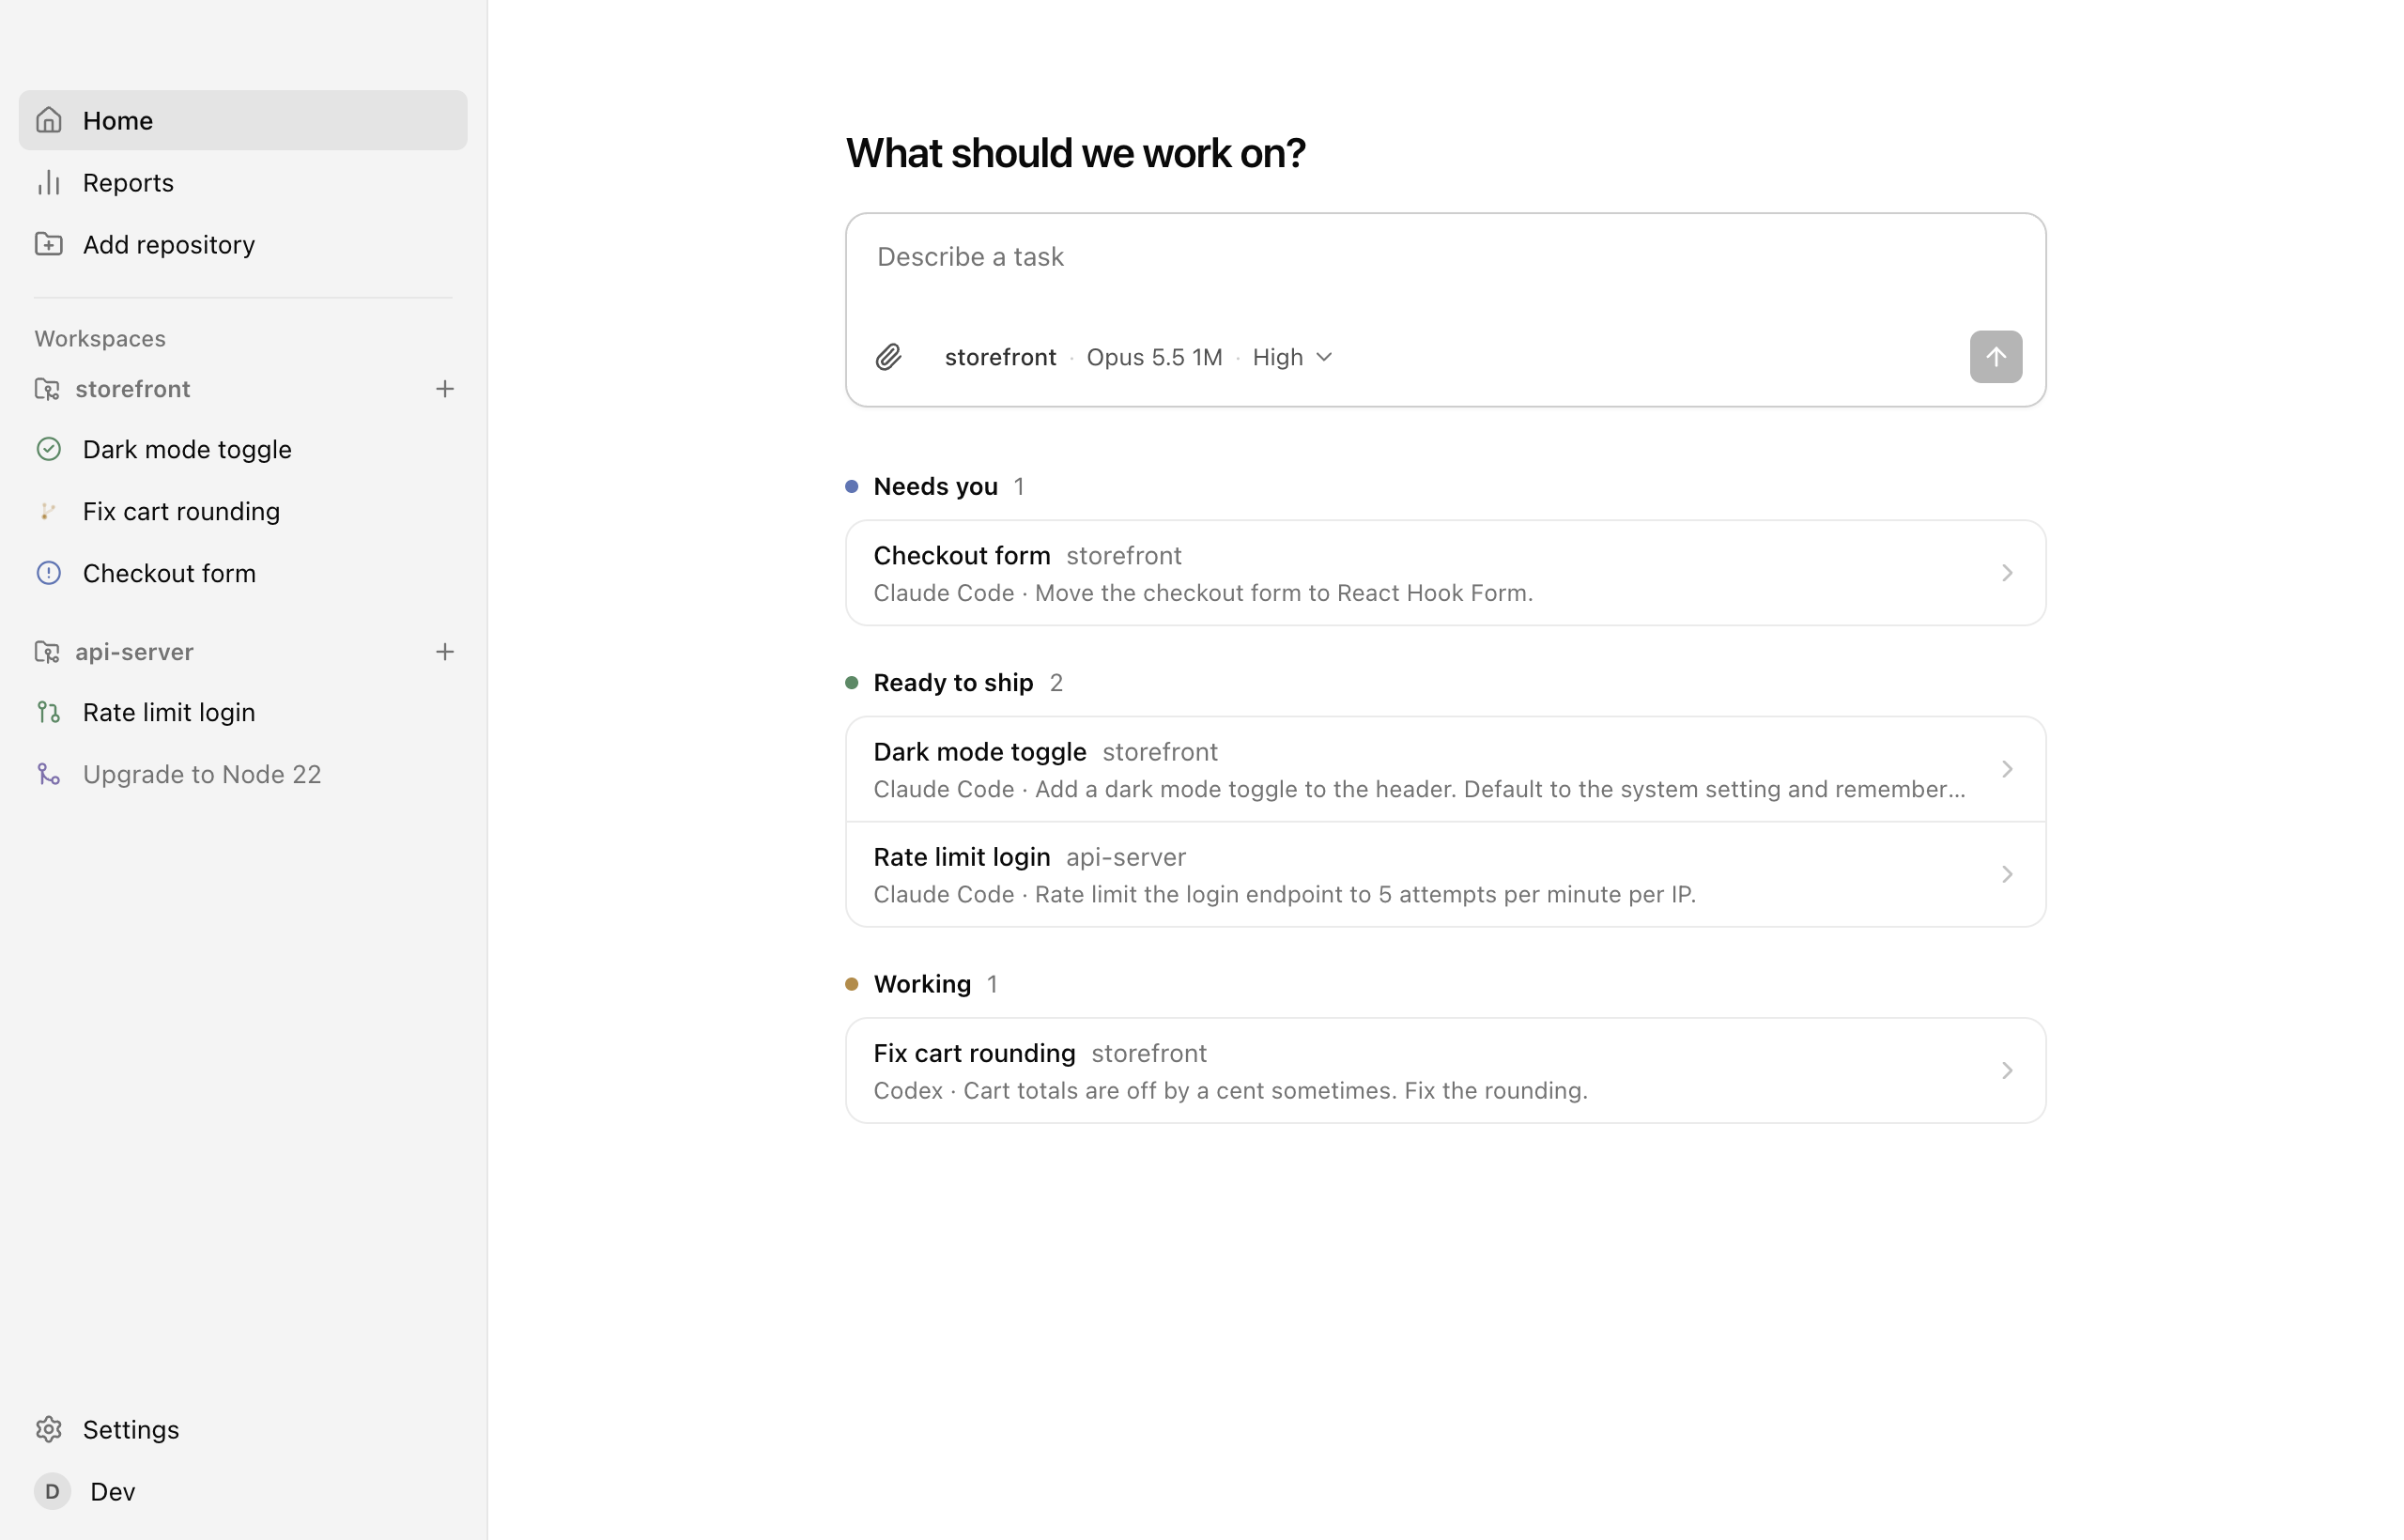 Home
Reports
Add repository
Workspaces
storefront
Dark mode toggle
Fix cart rounding
Checkout form
api-server
Rate limit login
Upgrade to Node 22
Settings
D Dev
What should we work on?
Describe a task
storefront · Opus 5.5 1M · High
Needs you 1
Checkout form storefront
Claude Code · Move the checkout form to React Hook Form.
Ready to ship 2
Dark mode toggle storefront
Claude Code · Add a dark mode toggle to the header. Default to the system setting and remember...
Rate limit login api-server
Claude Code · Rate limit the login endpoint to 5 attempts per minute per IP.
Working 1
Fix cart rounding storefront
Codex · Cart totals are off by a cent sometimes. Fix the rounding.